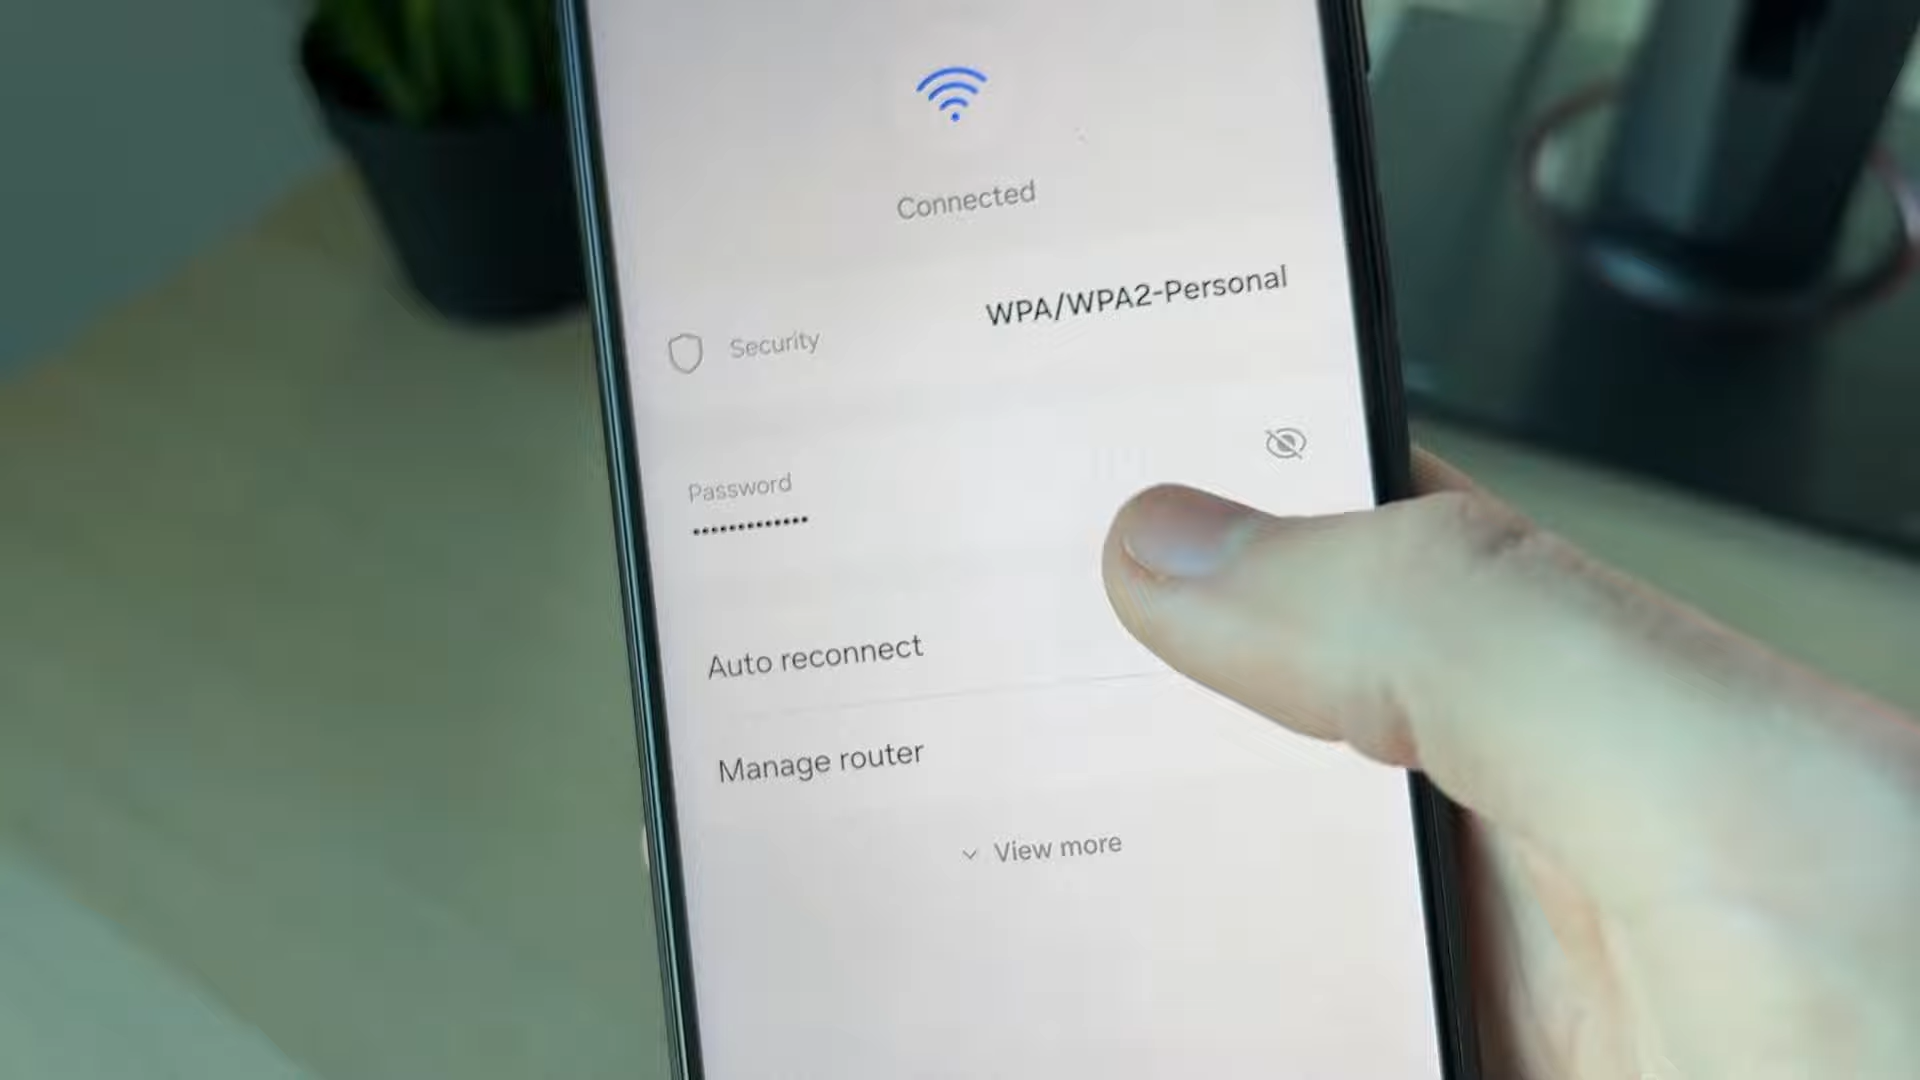 Connected
Security
WPA/WPA2-Personal
Password
•••••••••••••
Auto reconnect
Manage router
View more